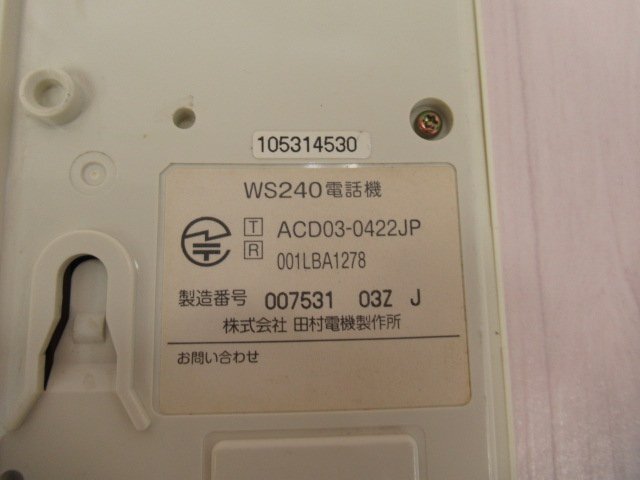 105314530
WS240電話機
T ACD03-0422JP
R 001LBA1278
製造番号 007531 03Z J
株式会社 田村電機製作所
お問い合わせ